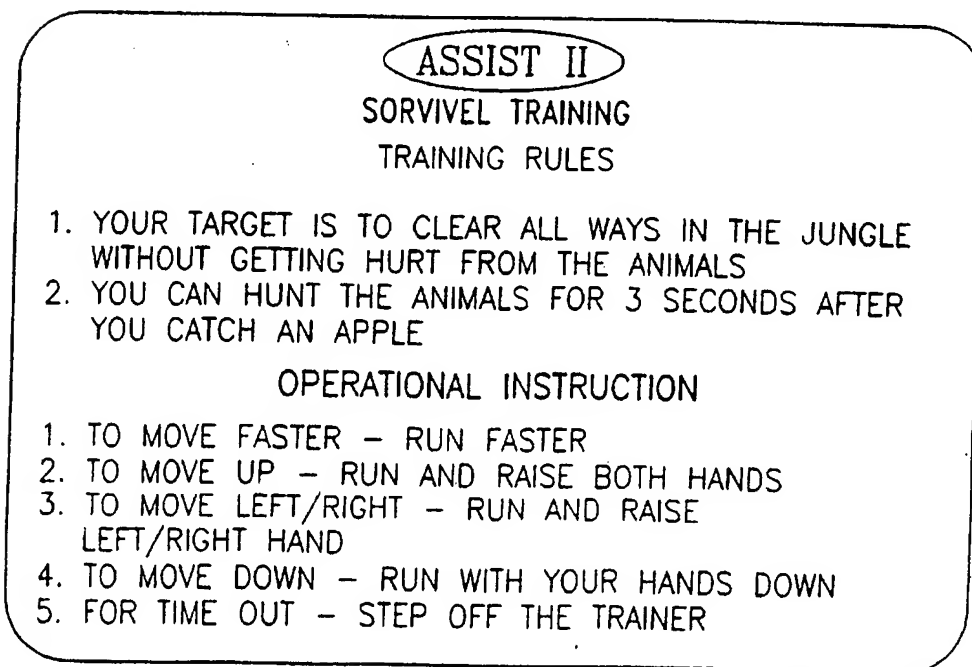 ASSIST II
SORVIVEL TRAINING
TRAINING RULES
1. YOUR TARGET IS TO CLEAR ALL WAYS IN THE JUNGLE
WITHOUT GETTING HURT FROM THE ANIMALS
2. YOU CAN HUNT THE ANIMALS FOR 3 SECONDS AFTER
YOU CATCH AN APPLE
OPERATIONAL INSTRUCTION
1. TO MOVE FASTER – RUN FASTER
2. TO MOVE UP – RUN AND RAISE BOTH HANDS
3. TO MOVE LEFT/RIGHT – RUN AND RAISE
LEFT/RIGHT HAND
4. TO MOVE DOWN – RUN WITH YOUR HANDS DOWN
5. FOR TIME OUT – STEP OFF THE TRAINER